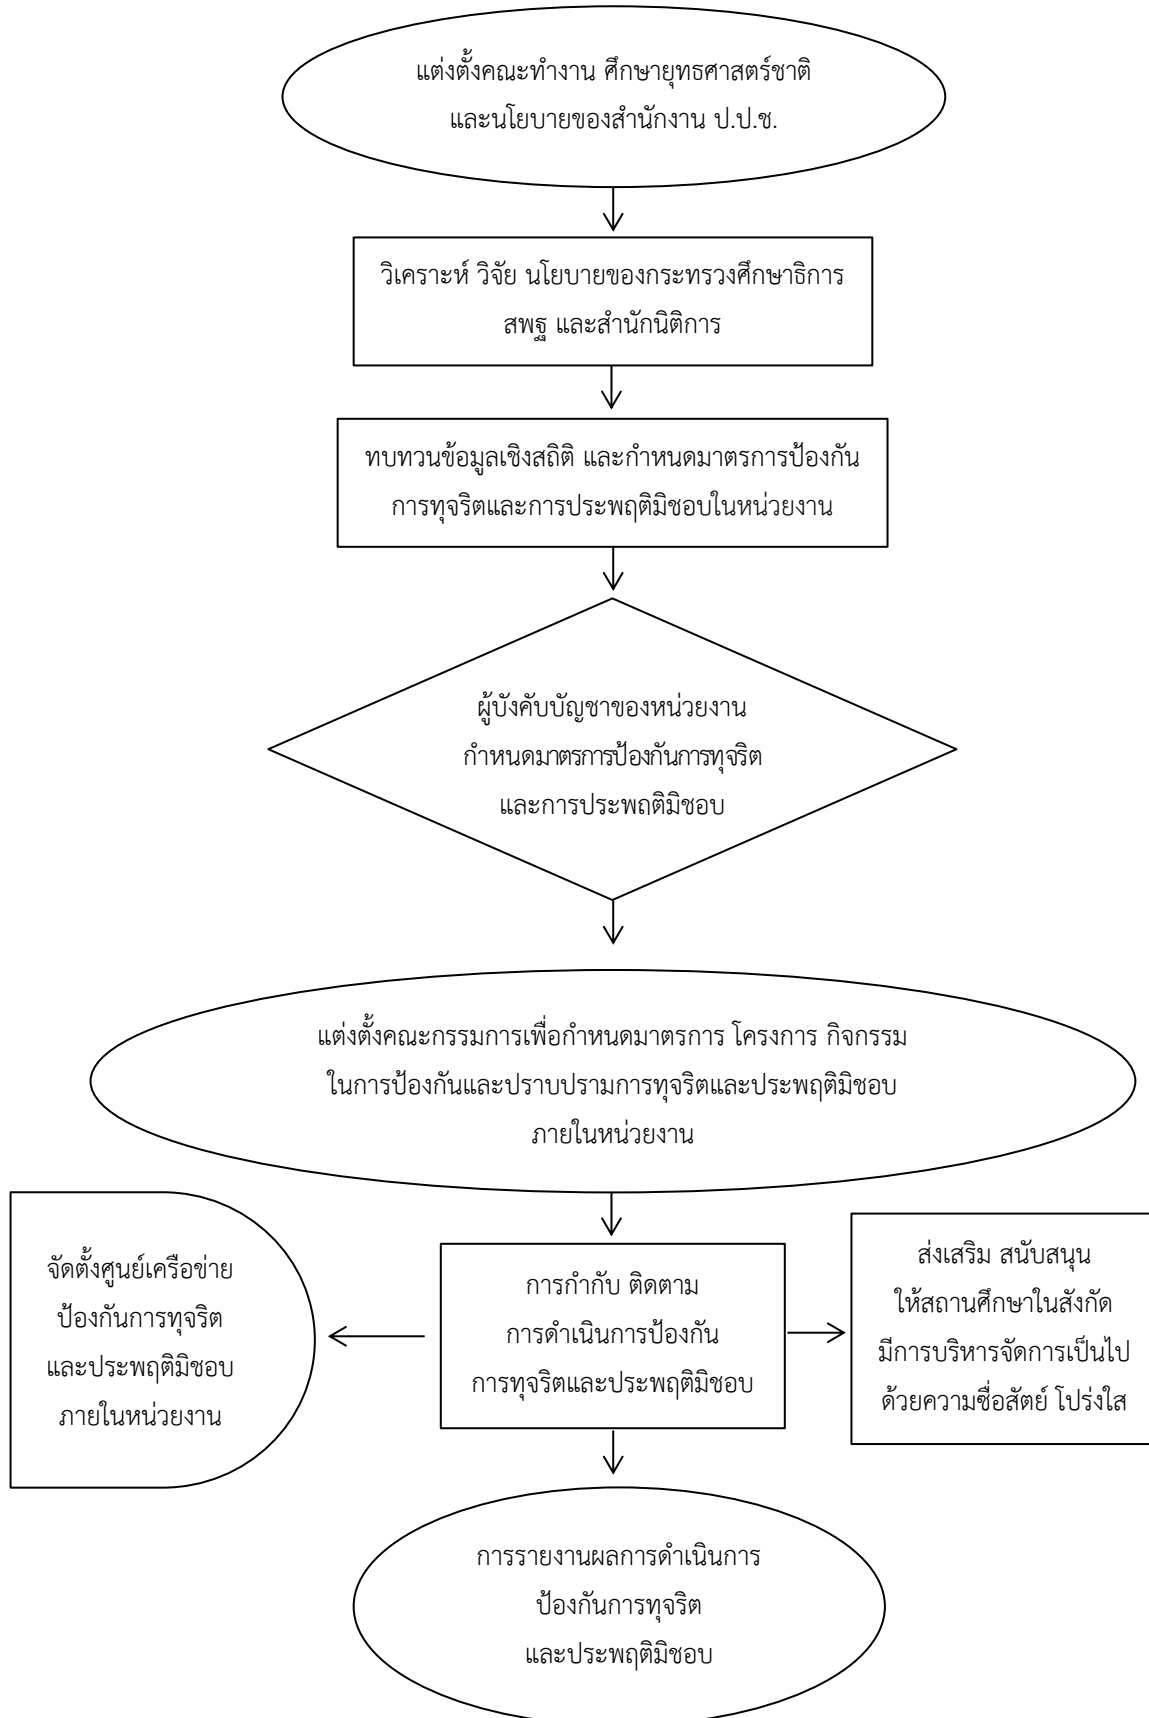 แต่งตั้งคณะทำงาน ศึกษายุทธศาสตร์ชาติ
และนโยบายของสำนักงาน ป.ป.ช.
วิเคราะห์ วิจัย นโยบายของกระทรวงศึกษาธิการ
สพฐ และสำนักนิติการ
ทบทวนข้อมูลเชิงสถิติ และกำหนดมาตรการป้องกัน
การทุจริตและการประพฤติมิชอบในหน่วยงาน
ผู้บังคับบัญชาของหน่วยงาน
กำหนดมาตรการป้องกันการทุจริต
และการประพถติมิชอบ
แต่งตั้งคณะกรรมการเพื่อกำหนดมาตรการ โครงการ กิจกรรม
ในการป้องกันและปราบปรามการทุจริตและประพฤติมิชอบ
ภายในหน่วยงาน
จัดตั้งศูนย์เครือข่าย
ป้องกันการทุจริต
และประพฤติมิชอบ
ภายในหน่วยงาน
การกำกับ ติดตาม
การดำเนินการป้องกัน
การทุจริตและประพฤติมิชอบ
ส่งเสริม สนับสนุน
ให้สถานศึกษาในสังกัด
มีการบริหารจัดการเป็นไป
ด้วยความซื่อสัตย์ โปร่งใส
การรายงานผลการดำเนินการ
ป้องกันการทุจริต
และประพฤติมิชอบ